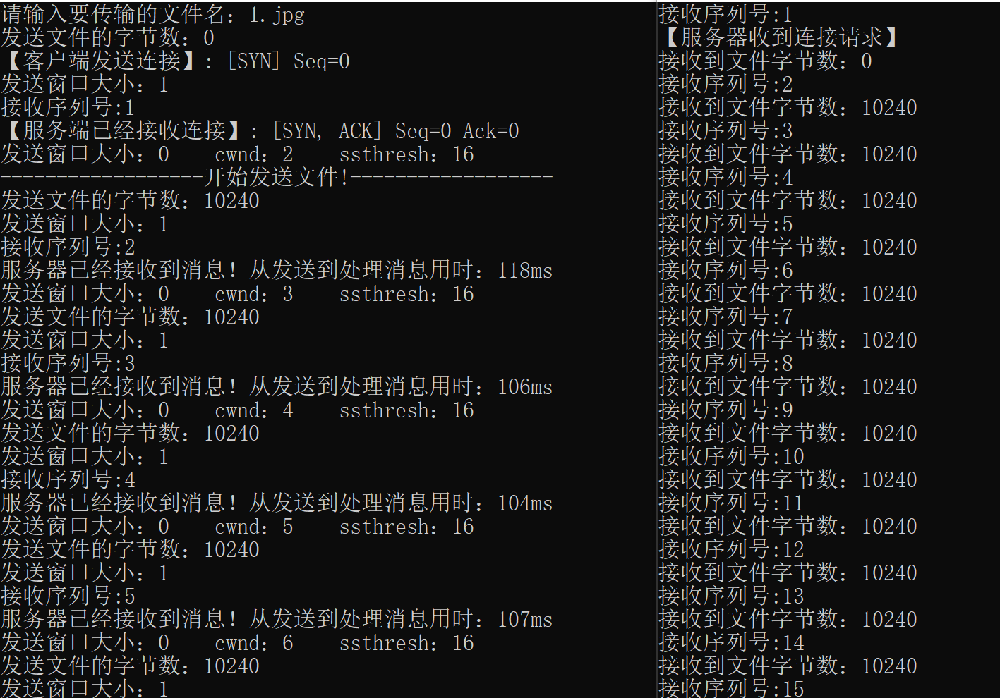 请输入要传输的文件名：1.jpg
发送文件的字节数：0
【客户端发送连接】：[SYN] Seq=0
发送窗口大小：1
接收序列号:1
【服务端已经接收连接】：[SYN, ACK] Seq=0 Ack=0
发送窗口大小：0    cwnd：2    ssthresh：16
------------------开始发送文件!------------------
发送文件的字节数：10240
发送窗口大小：1
接收序列号:2
服务器已经接收到消息！从发送到处理消息用时：118ms
发送窗口大小：0    cwnd：3    ssthresh：16
发送文件的字节数：10240
发送窗口大小：1
接收序列号:3
服务器已经接收到消息！从发送到处理消息用时：106ms
发送窗口大小：0    cwnd：4    ssthresh：16
发送文件的字节数：10240
发送窗口大小：1
接收序列号:4
服务器已经接收到消息！从发送到处理消息用时：104ms
发送窗口大小：0    cwnd：5    ssthresh：16
发送文件的字节数：10240
发送窗口大小：1
接收序列号:5
服务器已经接收到消息！从发送到处理消息用时：107ms
发送窗口大小：0    cwnd：6    ssthresh：16
发送文件的字节数：10240
发送窗口大小：1
接收序列号:1
【服务器收到连接请求】
接收到文件字节数：0
接收序列号:2
接收到文件字节数：10240
接收序列号:3
接收到文件字节数：10240
接收序列号:4
接收到文件字节数：10240
接收序列号:5
接收到文件字节数：10240
接收序列号:6
接收到文件字节数：10240
接收序列号:7
接收到文件字节数：10240
接收序列号:8
接收到文件字节数：10240
接收序列号:9
接收到文件字节数：10240
接收序列号:10
接收到文件字节数：10240
接收序列号:11
接收到文件字节数：10240
接收序列号:12
接收到文件字节数：10240
接收序列号:13
接收到文件字节数：10240
接收序列号:14
接收到文件字节数：10240
接收序列号:15